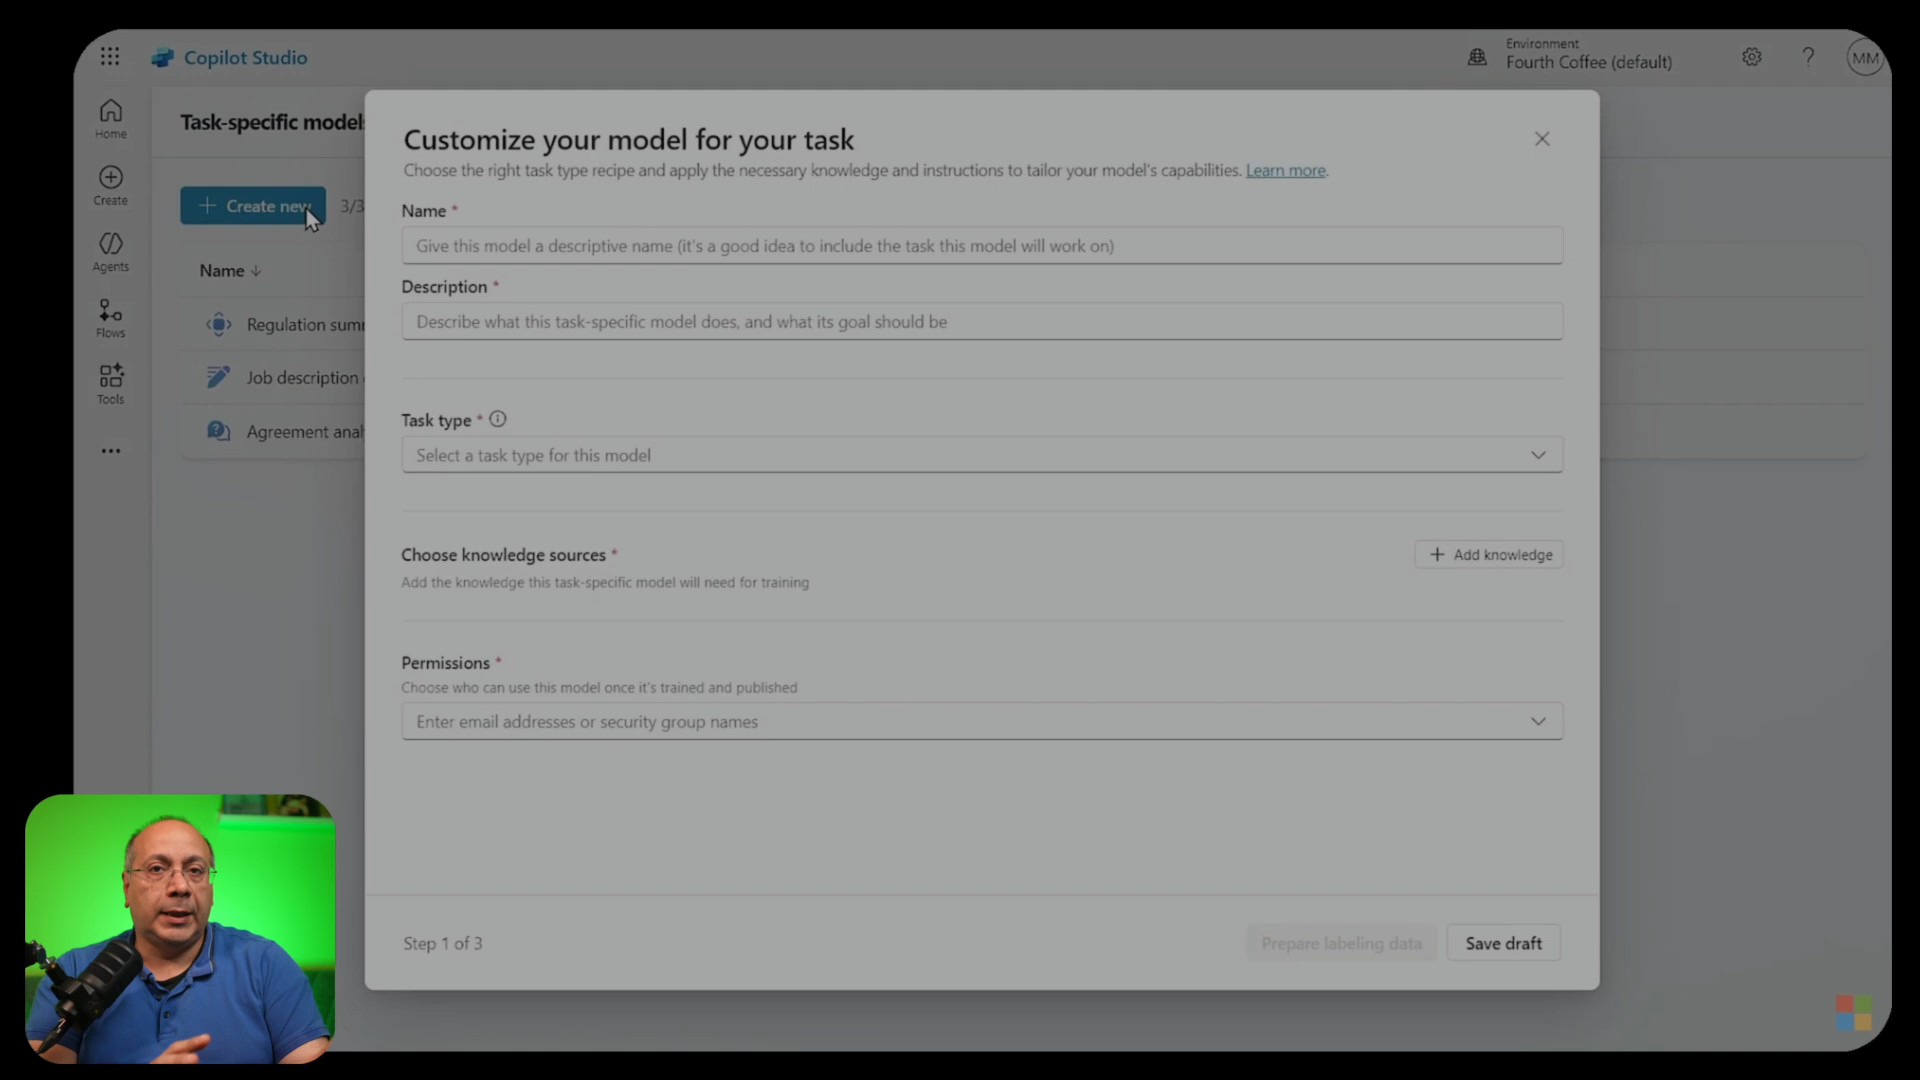 Copilot Studio
Environment
Fourth Coffee (default)
?
MM
Home
Create
Agents
Flows
Tools
Task-specific models
Create new
3/3
Name
Regulation
Job description
Agreement
Customize your model for your task
Choose the right task type recipe and apply the necessary knowledge and instructions to tailor your model's capabilities. Learn more.
Name *
Give this model a descriptive name (it's a good idea to include the task this model will work on)
Description *
Describe what this task-specific model does, and what its goal should be
Task type *
Select a task type for this model
Choose knowledge sources *
Add knowledge
Add the knowledge this task-specific model will need for training
Permissions *
Choose who can use this model once it's trained and published
Enter email addresses or security group names
Step 1 of 3
Prepare labeling data
Save draft